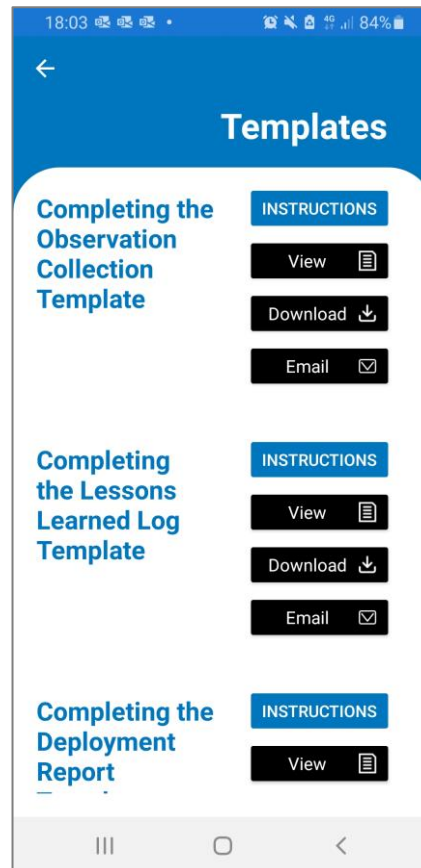 18:03
4G
84%
Templates
Completing the
Observation
Collection
Template
INSTRUCTIONS
View
Download
Email
Completing
the Lessons
Learned Log
Template
INSTRUCTIONS
View
Download
Email
Completing the
Deployment
Report
INSTRUCTIONS
View